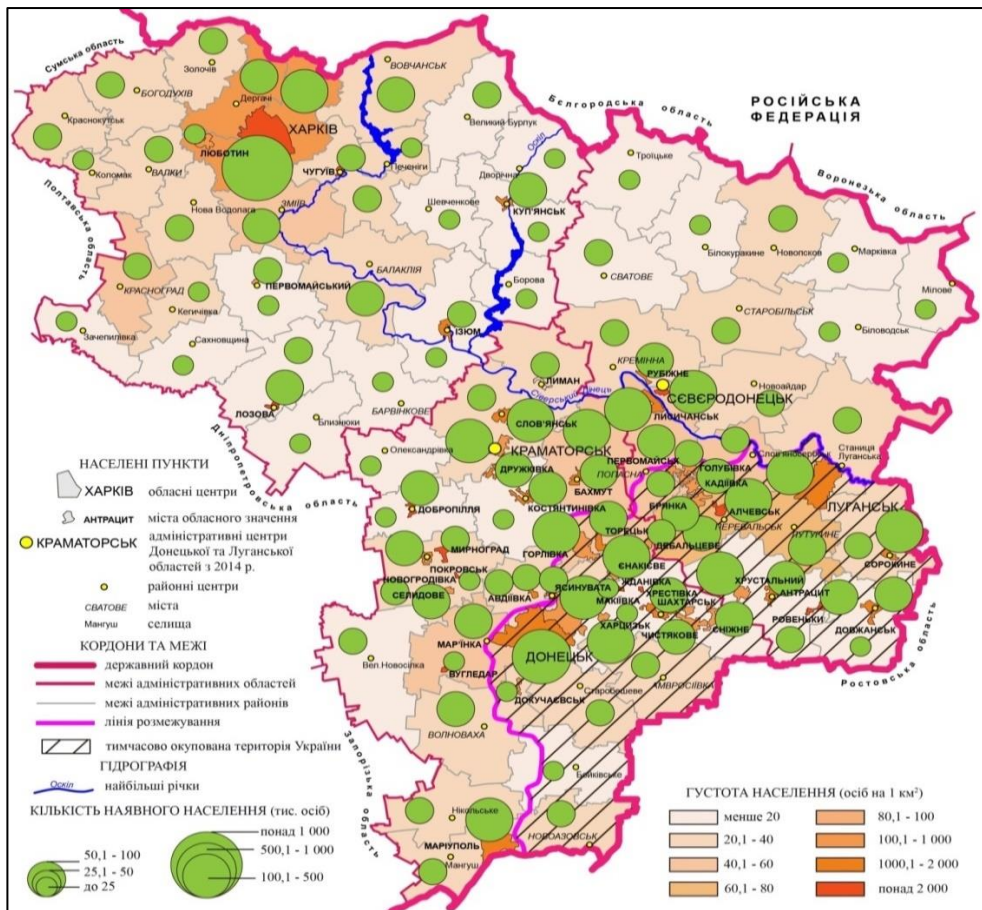 Сумська область
Золочів
БОГОДУХІВ
Дергачі
ВОВЧАНСЬК
Великий Бурлук
Бєлгородська область
РОСІЙСЬКА
ФЕДЕРАЦІЯ
Краснокутськ
ХАРКІВ
Оскіл
Троїцьке
Воронезька область
ЛЮБОТИН
ЧУГУЇВ
Печеніги
Дворічна
Коломак
ВАЛКИ
Полтавська область
Нова Водолага
ЗМІЇВ
Шевченкове
КУП'ЯНСЬК
Білокуракине
Новопсков
Марківка
СВАТОВЕ
Мілове
БАЛАКЛІЯ
Борова
КРАСНОГРАД
ПЕРВОМАЙСЬКИЙ
Кегичівка
СТАРОБІЛЬСЬК
Біловодськ
Зачепилівка
Сахновщина
ІЗЮМ
КРЕМІННА
РУБІЖНЕ
ЛИМАН
Сіверський Донець
СЄВЄРОДОНЕЦЬК
Новоайдар
ЛОЗОВА
Близнюки
БАРВІНКОВЕ
ЛИСИЧАНСЬК
СЛОВ'ЯНСЬК
Дніпропетровська область
Олександрівка
КРАМАТОРСЬК
ПЕРВОМАЙСЬК
Слов'яносербськ
Станиця
Луганська
ГОЛУБІВКА
ДРУЖКІВКА
ПОПАСНА
КАДІЇВКА
БАХМУТ
ЛУГАНСЬК
ДОБРОПІЛЛЯ
КОСТЯНТИНІВКА
БРЯНКА
АЛЧЕВСЬК
ПЕРЕВАЛЬСЬК
ТОРЕЦЬК
ЛУТУГИНЕ
МИРНОГРАД
ГОРЛІВКА
ДЕБАЛЬЦЕВЕ
ПОКРОВСЬК
ЄНАКІЄВЕ
СОРОКИНЕ
НОВОГРОДІВКА
ЯСИНУВАТА
ЖДАНІВКА
ХРУСТАЛЬНИЙ
СЕЛИДОВЕ
АВДІЇВКА
МАКІЇВКА
ХРЕСТІВКА
АНТРАЦИТ
ШАХТАРСЬК
РОВЕНЬКИ
ДОВЖАНСЬК
ХАРЦИЗЬК
СНІЖНЕ
ЧИСТЯКОВЕ
МАР'ЇНКА
ДОНЕЦЬК
Вел.Новосілка
ВУГЛЕДАР
Ростовська область
ДОКУЧАЄВСЬК
Старобешеве
АМВРОСІЇВКА
ВОЛНОВАХА
Запорізька область
Бойківське
Нікольське
НОВОАЗОВСЬК
МАРІУПОЛЬ
Мангуш
НАСЕЛЕНІ ПУНКТИ
ХАРКІВ обласні центри
АНТРАЦИТ міста обласного значення
КРАМАТОРСЬК адміністративні центри
Донецької та Луганської
областей з 2014 р.
районні центри
СВАТОВЕ міста
Мангуш селища
КОРДОНИ ТА МЕЖІ
державний кордон
межі адміністративних областей
межі адміністративних районів
лінія розмежування
тимчасово окупована територія України
ГІДРОГРАФІЯ
Оскіл найбільші річки
КІЛЬКІСТЬ НАЯВНОГО НАСЕЛЕННЯ (тис. осіб)
50,1 - 100
25,1 - 50
до 25
понад 1 000
500,1 - 1 000
100,1 - 500
ГУСТОТА НАСЕЛЕННЯ (осіб на 1 км²)
менше 20
20,1 - 40
40,1 - 60
60,1 - 80
80,1 - 100
100,1 - 1 000
1000,1 - 2 000
понад 2 000